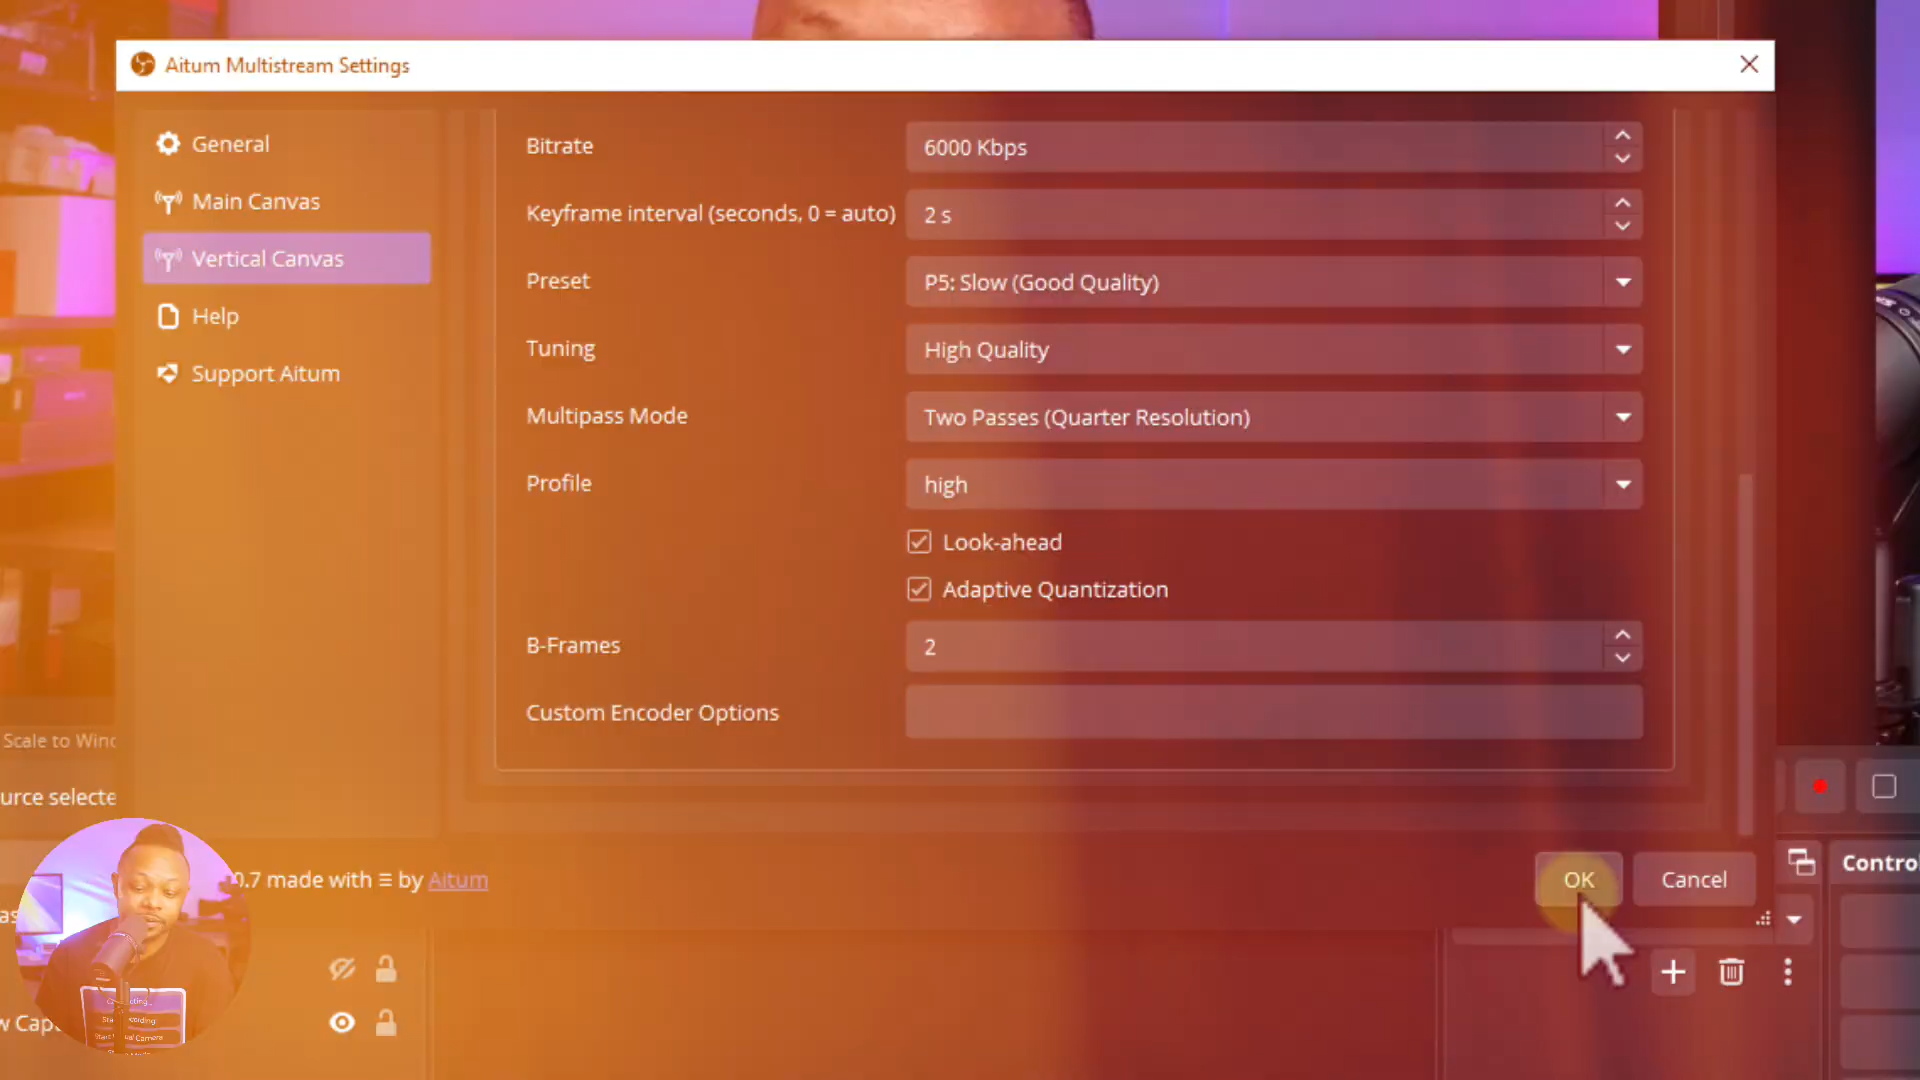 Aitum Multistream Settings
General
Main Canvas
Vertical Canvas
Help
Support Aitum
Bitrate
6000 Kbps
Keyframe interval (seconds, 0 = auto)
2 s
Preset
P5: Slow (Good Quality)
Tuning
High Quality
Multipass Mode
Two Passes (Quarter Resolution)
Profile
high
Look-ahead
Adaptive Quantization
B-Frames
2
Custom Encoder Options
Scale to Wind
urce selecte
0.7 made with by Aitum
OK
Cancel
Contro
w Cap